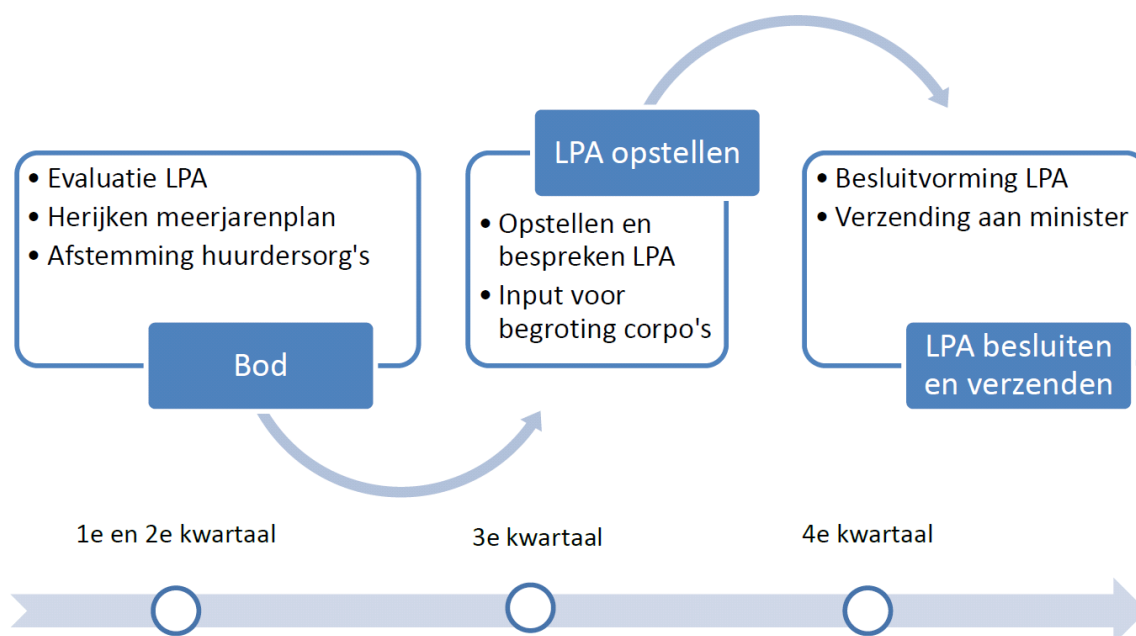 • Evaluatie LPA
• Herijken meerjarenplan
• Afstemming huurdersorg's
Bod
LPA opstellen
• Opstellen en
bespreken LPA
• Input voor
begroting corpo's
• Besluitvorming LPA
• Verzending aan minister
LPA besluiten
en verzenden
1e en 2e kwartaal
3e kwartaal
4e kwartaal